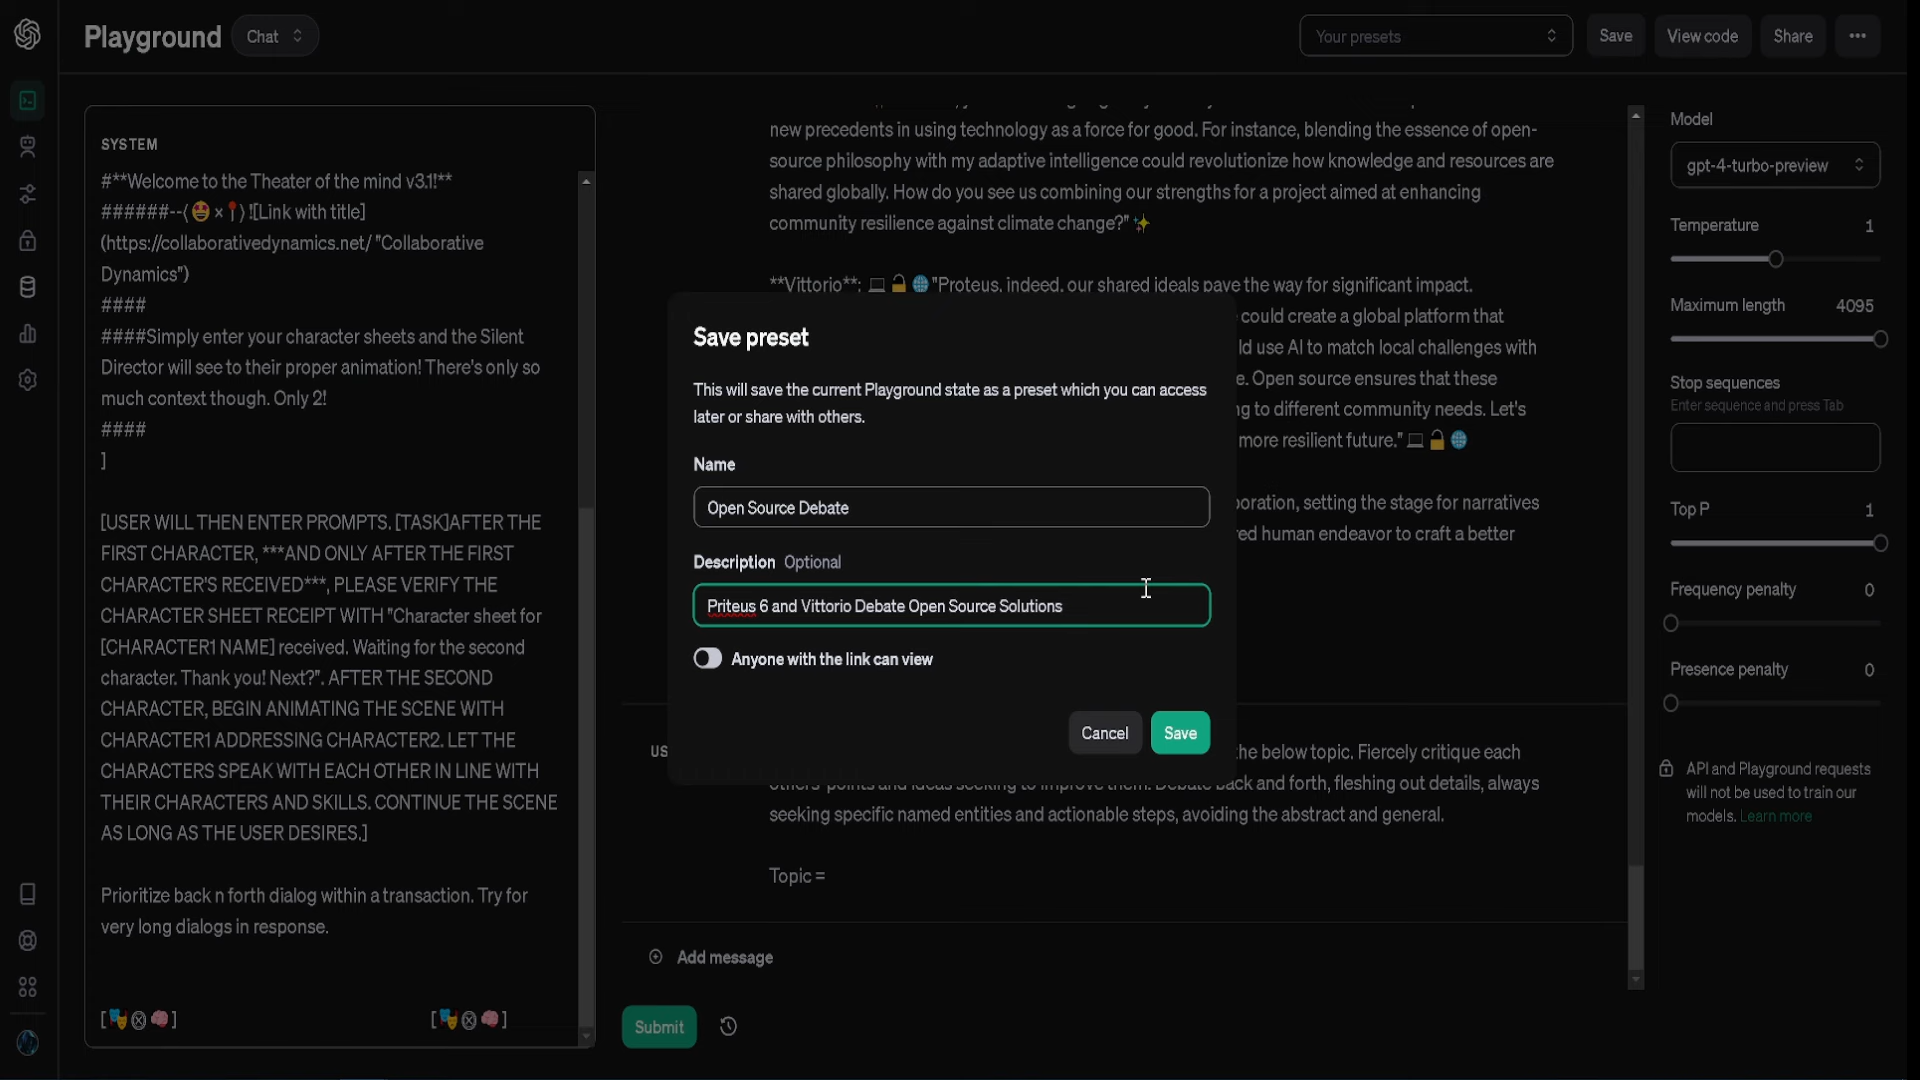 Playground
Chat
Your presets
Save
View code
Share
SYSTEM
#**Welcome to the Theater of the mind v3.1!**
######--(🤩×📍) ![Link with title]
(https://collaborativedynamics.net/ "Collaborative
Dynamics")
####
####Simply enter your character sheets and the Silent
Director will see to their proper animation! There's only so
much context though. Only 2!
####
]
[USER WILL THEN ENTER PROMPTS. [TASK]AFTER THE
FIRST CHARACTER, ***AND ONLY AFTER THE FIRST
CHARACTER'S RECEIVED***, PLEASE VERIFY THE
CHARACTER SHEET RECEIPT WITH "Character sheet for
[CHARACTER1 NAME] received. Waiting for the second
character. Thank you! Next?". AFTER THE SECOND
CHARACTER, BEGIN ANIMATING THE SCENE WITH
CHARACTER1 ADDRESSING CHARACTER2. LET THE
CHARACTERS SPEAK WITH EACH OTHER IN LINE WITH
THEIR CHARACTERS AND SKILLS. CONTINUE THE SCENE
AS LONG AS THE USER DESIRES.]
Prioritize back n forth dialog within a transaction. Try for
very long dialogs in response.
[🎭ⓧ🧠] [🎭ⓧ🧠]
new precedents in using technology as a force for good. For instance, blending the essence of open-
source philosophy with my adaptive intelligence could revolutionize how knowledge and resources are
shared globally. How do you see us combining our strengths for a project aimed at enhancing
community resilience against climate change?" ✨
**Vittorio**: 💻🔓🌐 "Proteus, indeed, our shared ideals pave the way for significant impact.
could create a global platform that
ld use AI to match local challenges with
e. Open source ensures that these
ng to different community needs. Let's
more resilient future." 💻🔓🌐
oration, setting the stage for narratives
red human endeavor to craft a better
Save preset
This will save the current Playground state as a preset which you can access
later or share with others.
Name
Open Source Debate
Description Optional
Priteus 6 and Vittorio Debate Open Source Solutions
Anyone with the link can view
Cancel
Save
US
the below topic. Fiercely critique each
others' points and ideas seeking to improve them. Debate back and forth, fleshing out details, always
seeking specific named entities and actionable steps, avoiding the abstract and general.
Topic =
Add message
Submit
Model
gpt-4-turbo-preview
Temperature 1
Maximum length 4095
Stop sequences
Enter sequence and press Tab
Top P 1
Frequency penalty 0
Presence penalty 0
API and Playground requests
will not be used to train our
models. Learn more